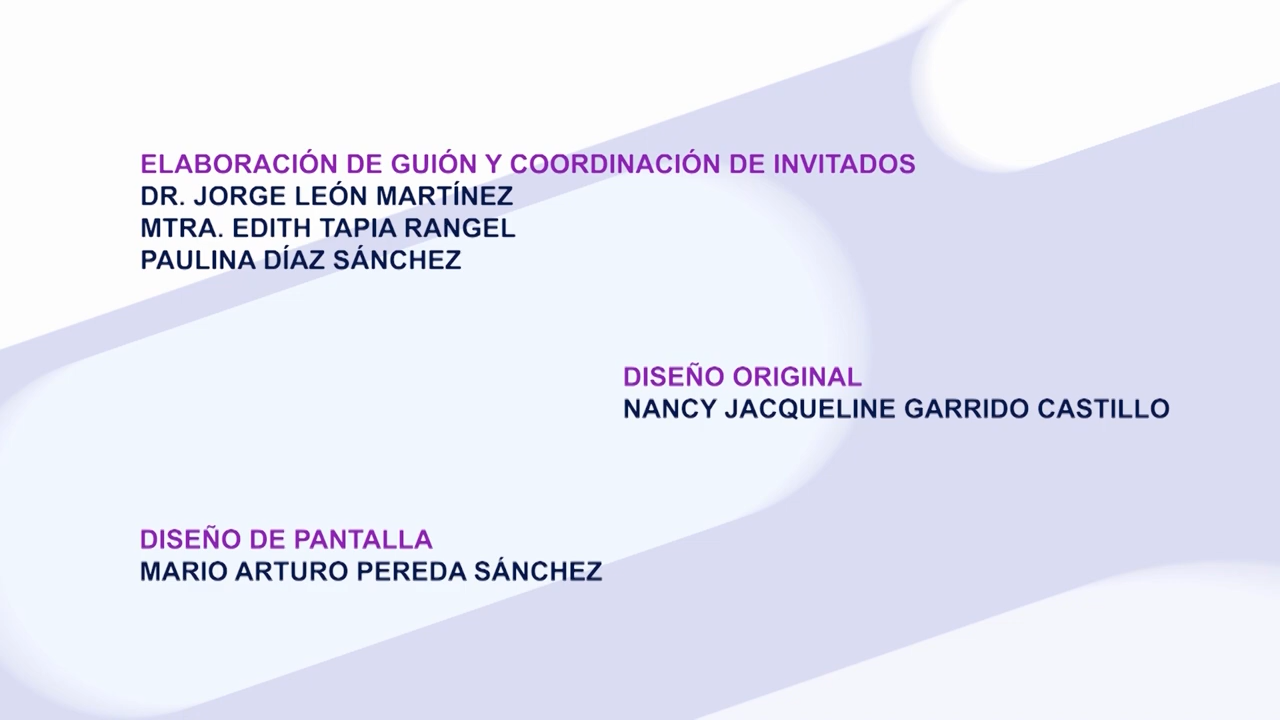 ELABORACIÓN DE GUIÓN Y COORDINACIÓN DE INVITADOS
DR. JORGE LEÓN MARTÍNEZ
MTRA. EDITH TAPIA RANGEL
PAULINA DÍAZ SÁNCHEZ
DISEÑO ORIGINAL
NANCY JACQUELINE GARRIDO CASTILLO
DISEÑO DE PANTALLA
MARIO ARTURO PEREDA SÁNCHEZ